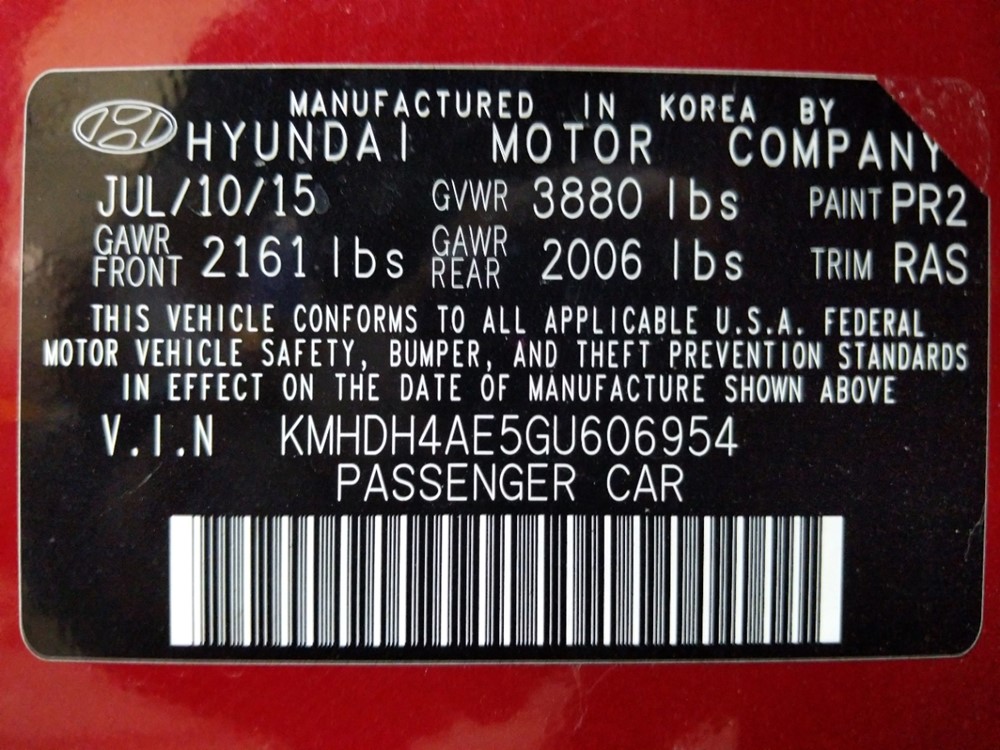 MANUFACTURED IN KOREA BY
HYUNDAI MOTOR COMPANY
JUL/10/15 GVWR 3880 lbs PAINT PR2
GAWR FRONT 2161 lbs GAWR REAR 2006 lbs TRIM RAS
THIS VEHICLE CONFORMS TO ALL APPLICABLE U.S.A. FEDERAL
MOTOR VEHICLE SAFETY, BUMPER, AND THEFT PREVENTION STANDARDS
IN EFFECT ON THE DATE OF MANUFACTURE SHOWN ABOVE
V.I.N KMHDH4AE5GU606954
PASSENGER CAR